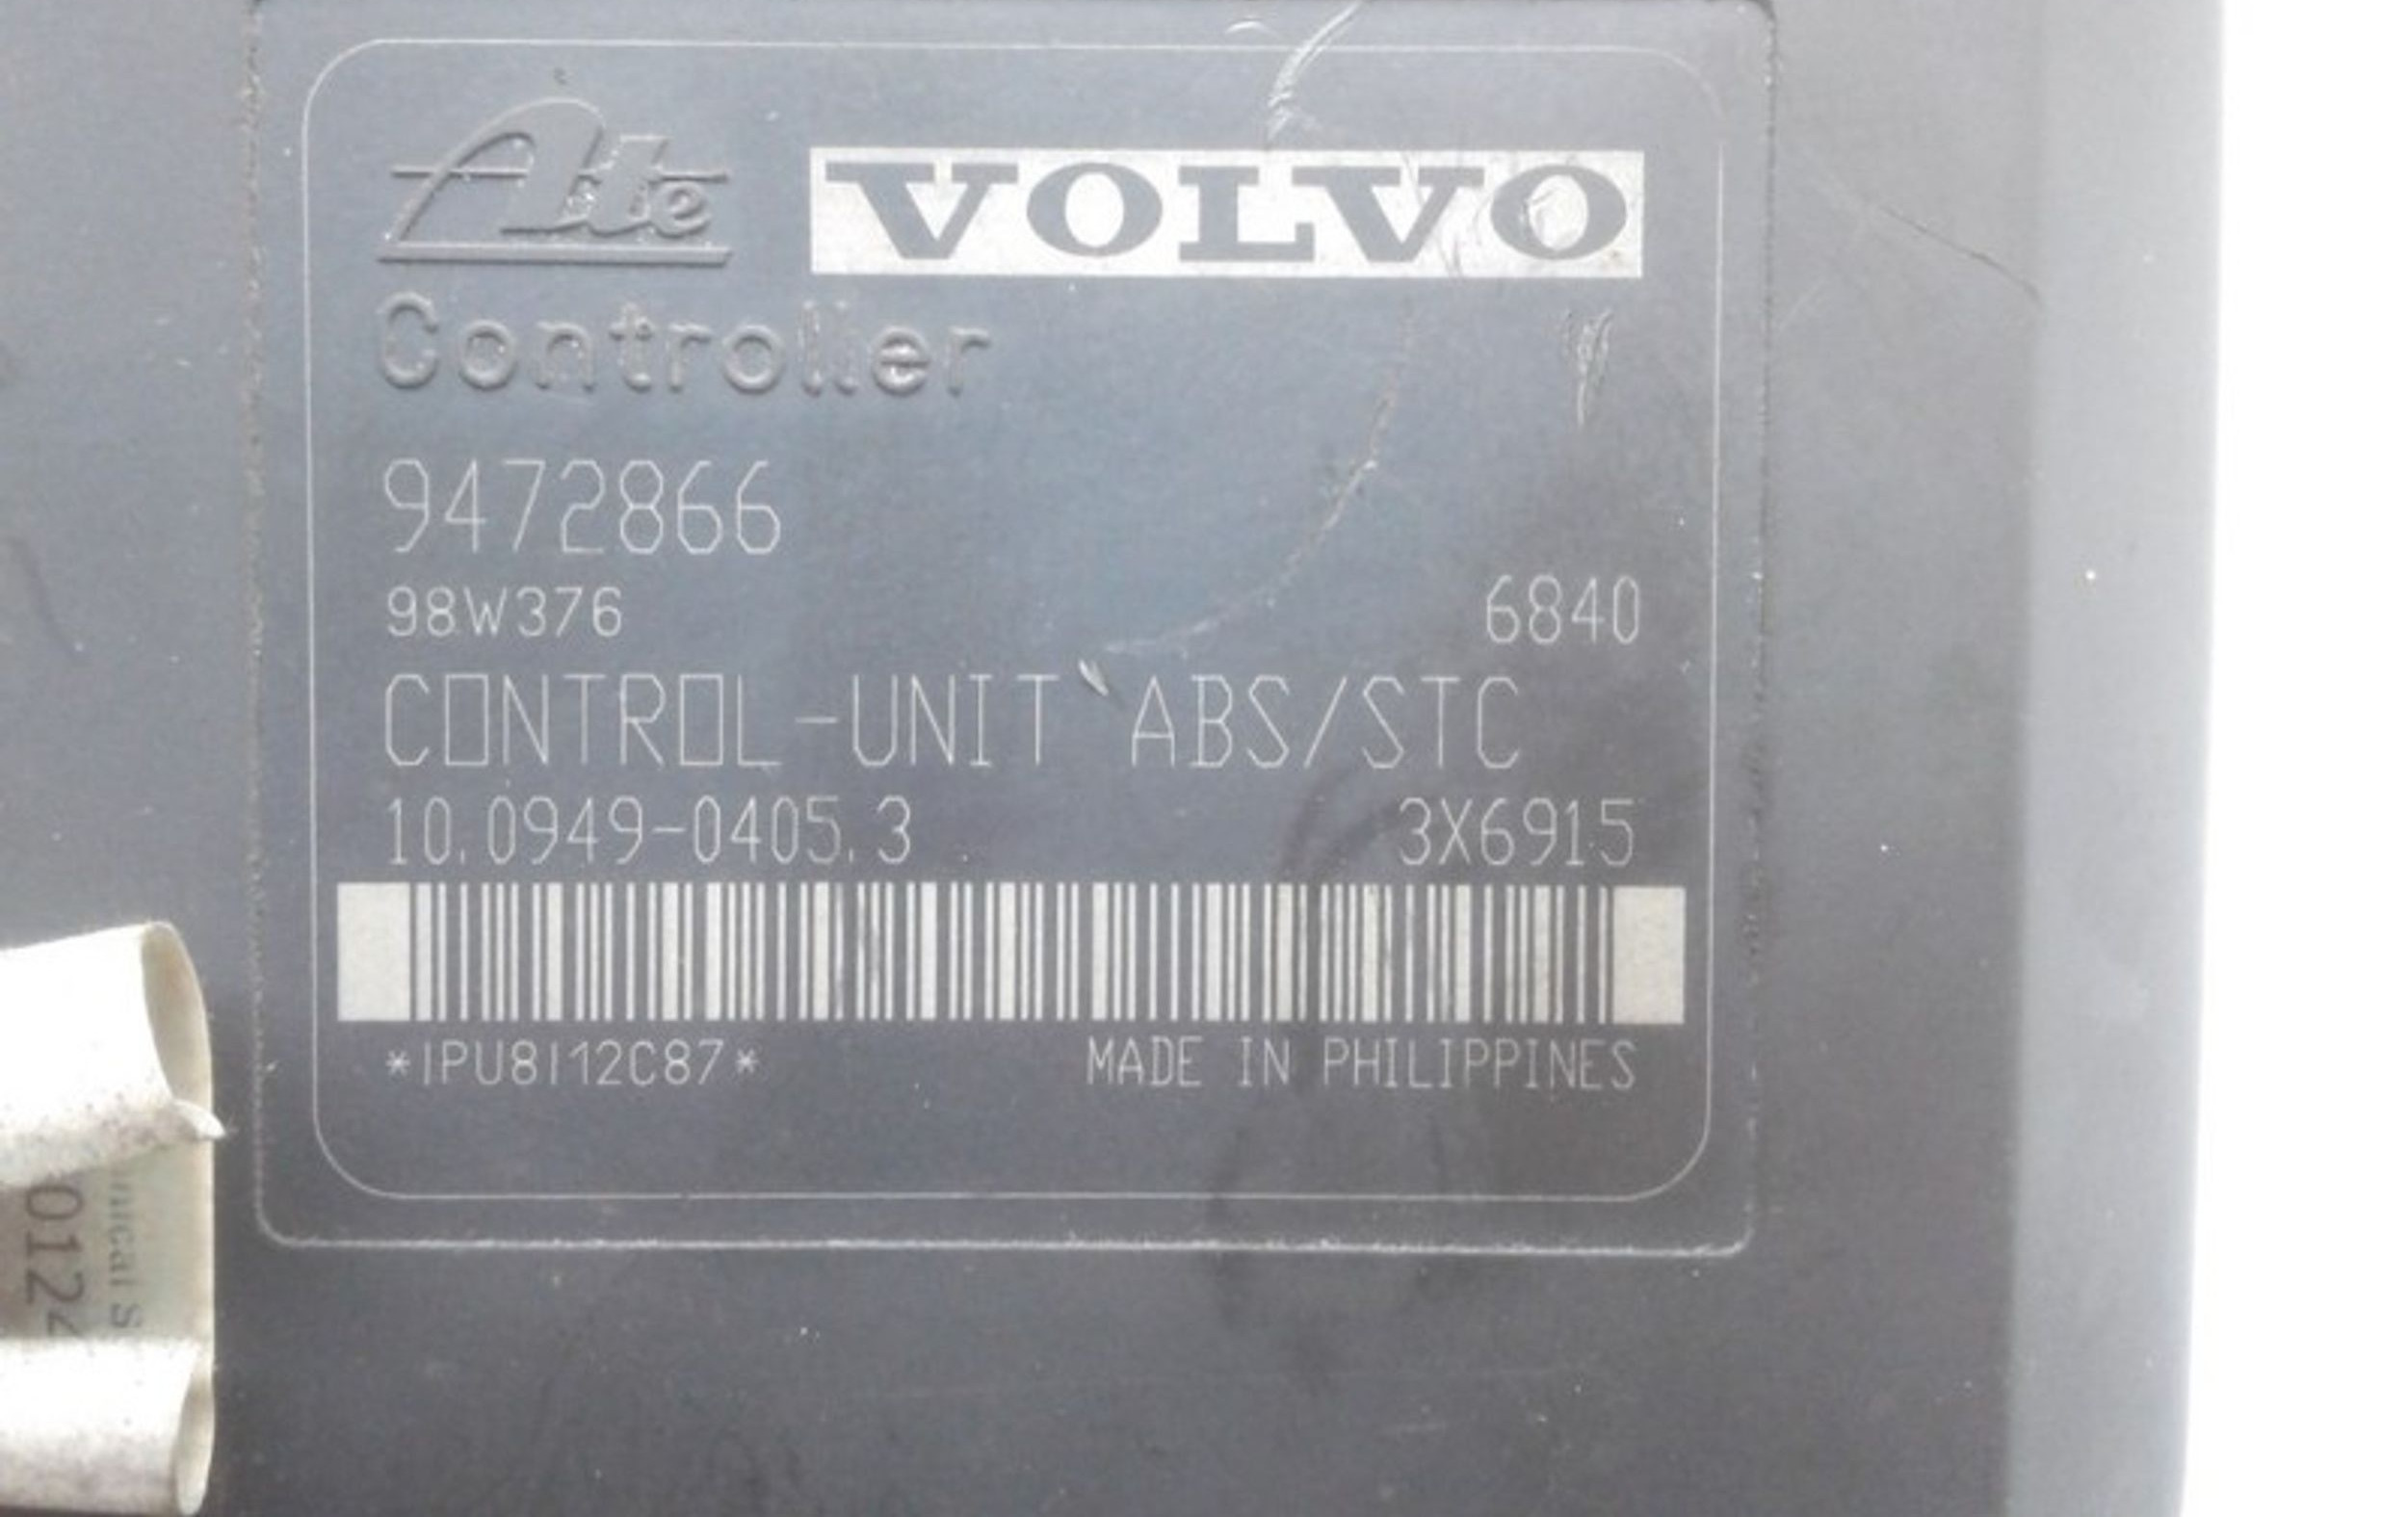 Ate VOLVO
Controller
9472866
98W376 6840
CONTROL-UNIT ABS/STC
10.0949-0405.3 3X6915
*IPU8I12C87*
MADE IN PHILIPPINES
0124